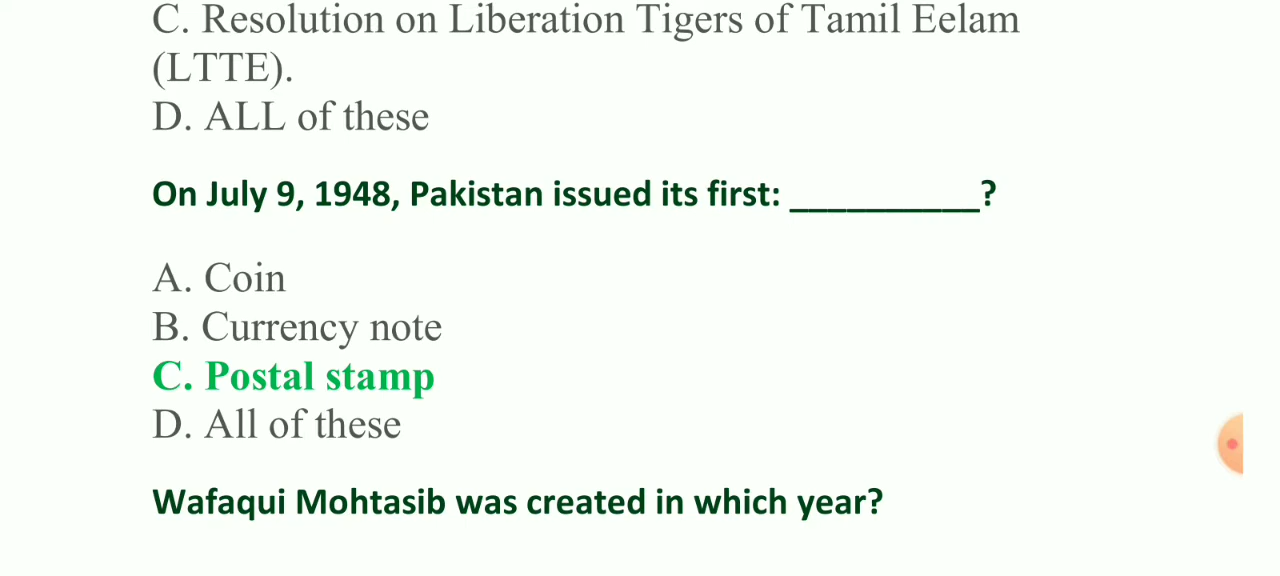 C. Resolution on Liberation Tigers of Tamil Eelam
(LTTE).
D. ALL of these
On July 9, 1948, Pakistan issued its first: __________?
A. Coin
B. Currency note
C. Postal stamp
D. All of these
Wafaqui Mohtasib was created in which year?